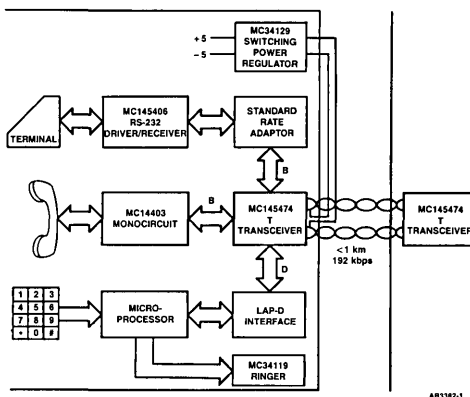 MC34129
SWITCHING
POWER
REGULATOR
+5
−5
MC145406
RS-232
DRIVER/RECEIVER
STANDARD
RATE
ADAPTOR
TERMINAL
B
MC14403
MONOCIRCUIT
B
MC145474
T
TRANSCEIVER
MC145474
T
TRANSCEIVER
<1 km
192 kbps
D
1 2 3
4 5 6
7 8 9
* 0 #
MICRO-
PROCESSOR
LAP-D
INTERFACE
MC34119
RINGER
AB3382-1